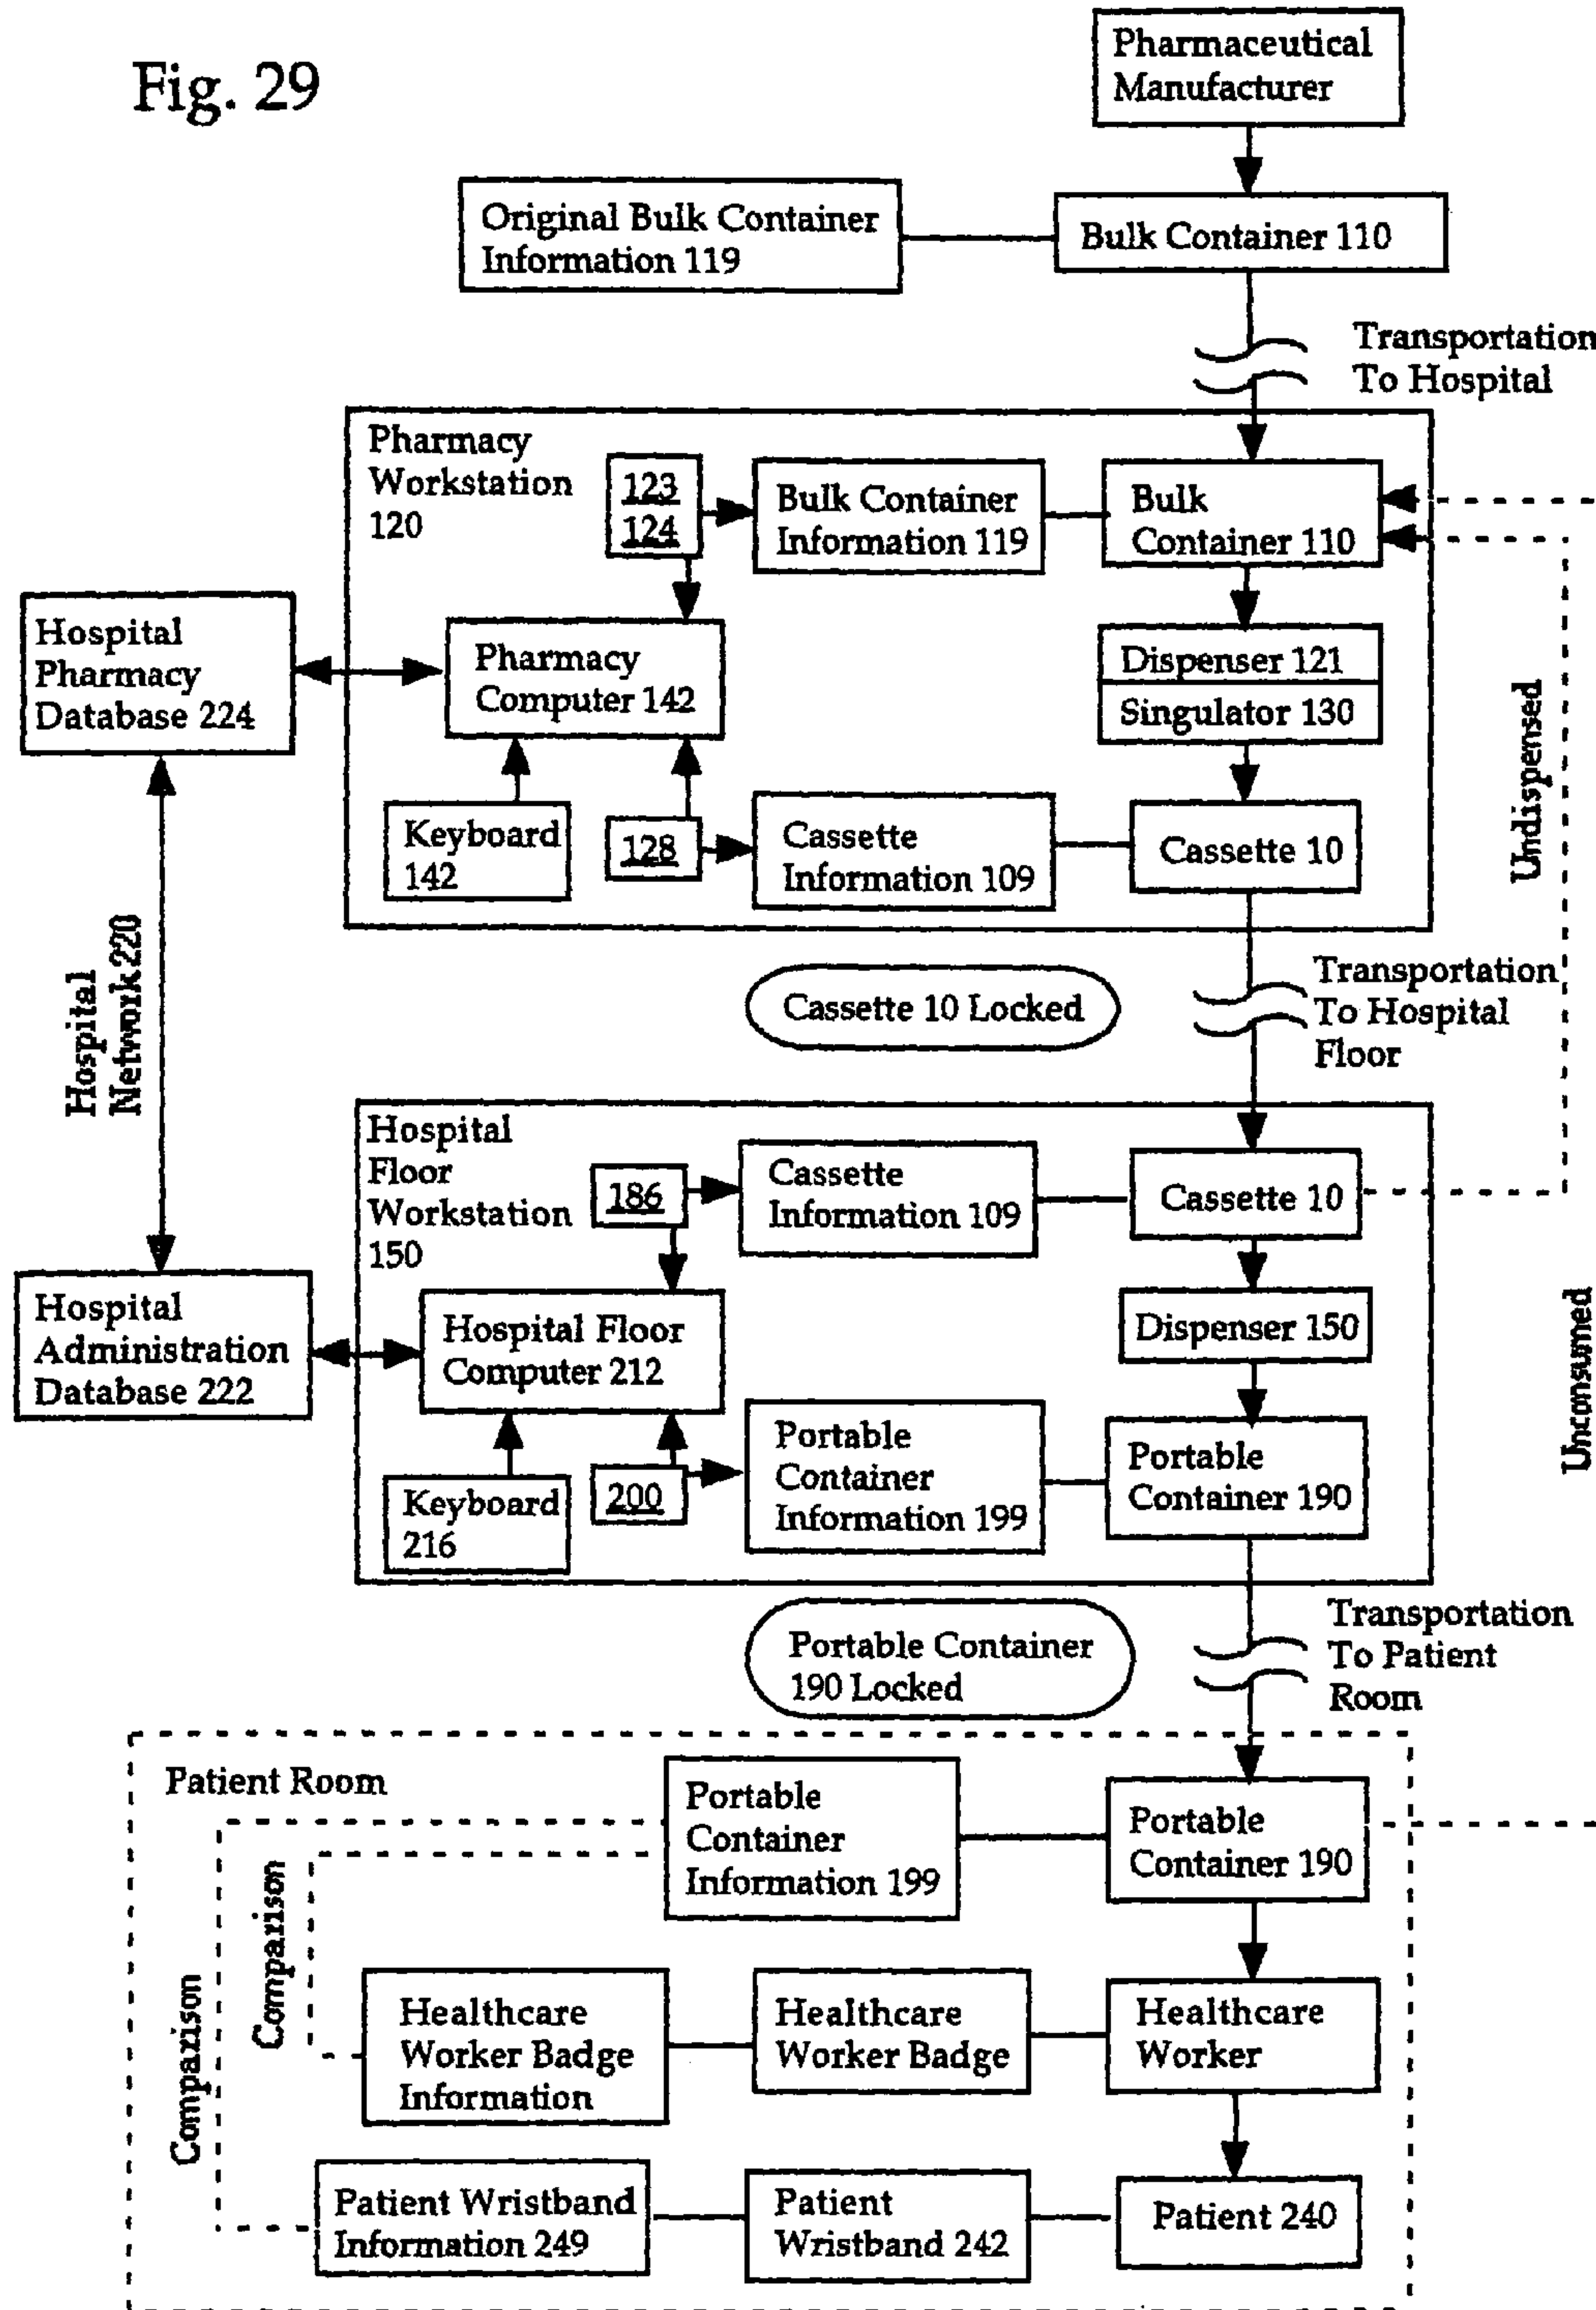 Fig. 29
Pharmaceutical
Manufacturer
Original Bulk Container
Information 119
Bulk Container 110
Transportation
To Hospital
Pharmacy
Workstation
120
123
124
Bulk Container
Information 119
Bulk
Container 110
Hospital
Pharmacy
Database 224
Pharmacy
Computer 142
Dispenser 121
Singulator 130
Undispensed
Keyboard
142
128
Cassette
Information 109
Cassette 10
Hospital
Network 220
Cassette 10 Locked
Transportation
To Hospital
Floor
Hospital
Floor
Workstation
150
186
Cassette
Information 109
Cassette 10
Hospital
Administration
Database 222
Hospital Floor
Computer 212
Dispenser 150
Unconsumed
Keyboard
216
200
Portable
Container
Information 199
Portable
Container 190
Portable Container
190 Locked
Transportation
To Patient
Room
Patient Room
Portable
Container
Information 199
Portable
Container 190
Comparison
Comparison
Healthcare
Worker Badge
Information
Healthcare
Worker Badge
Healthcare
Worker
Patient Wristband
Information 249
Patient
Wristband 242
Patient 240